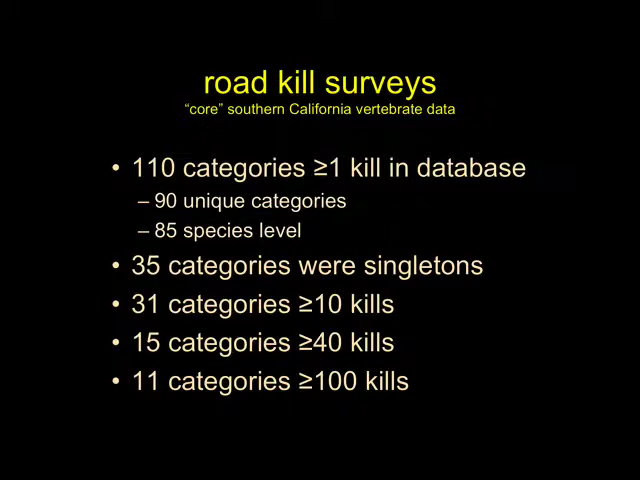 road kill surveys
“core” southern California vertebrate data
• 110 categories ≥1 kill in database
– 90 unique categories
– 85 species level
• 35 categories were singletons
• 31 categories ≥10 kills
• 15 categories ≥40 kills
• 11 categories ≥100 kills